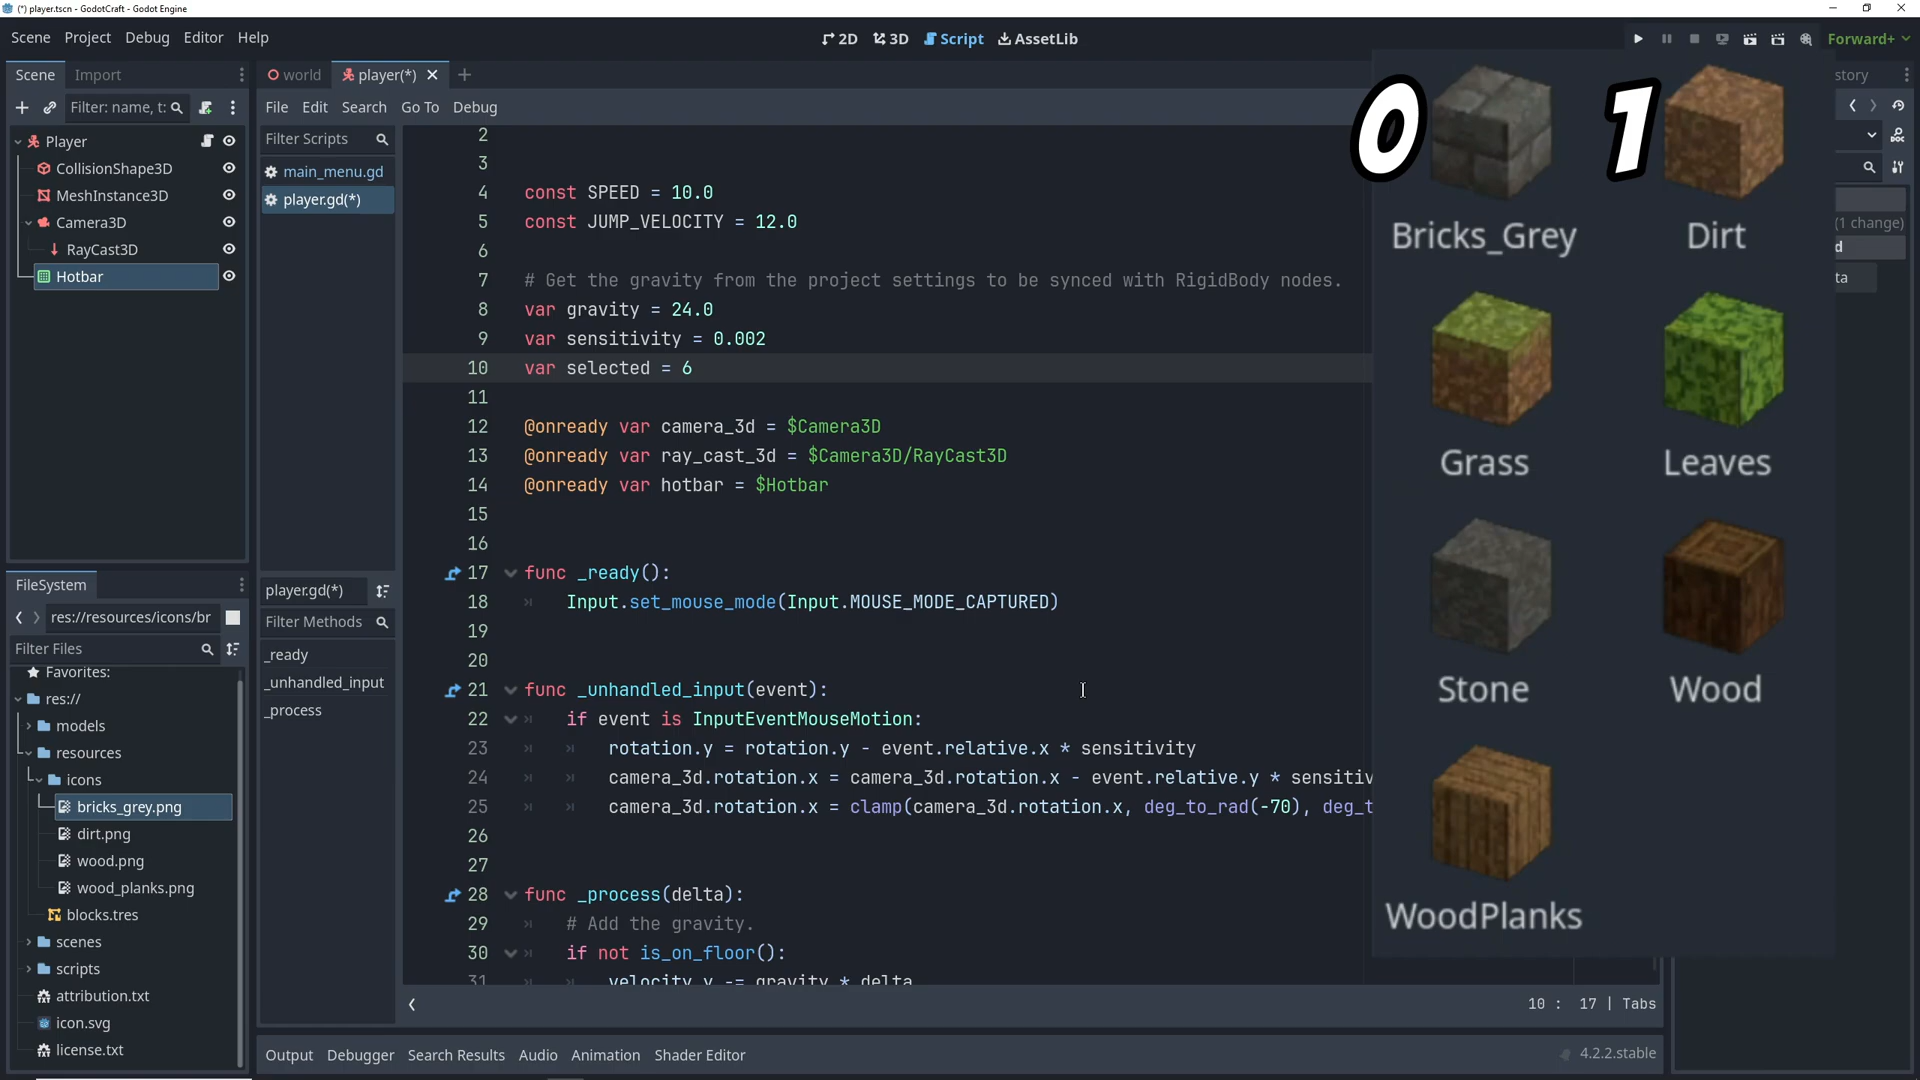 (*) player.tscn - GodotCraft - Godot Engine
Scene Project Debug Editor Help
2D 3D Script AssetLib
Forward+
Scene Import
world player(*)
story
Filter: name, t:
File Edit Search Go To Debug
Player
CollisionShape3D
MeshInstance3D
Camera3D
RayCast3D
Hotbar
Filter Scripts
main_menu.gd
player.gd(*)
player.gd(*)
Filter Methods
_ready
_unhandled_input
_process
FileSystem
res://resources/icons/br
Filter Files
Favorites:
res://
models
resources
icons
bricks_grey.png
dirt.png
wood.png
wood_planks.png
blocks.tres
scenes
scripts
attribution.txt
icon.svg
license.txt
2
3
4 const SPEED = 10.0
5 const JUMP_VELOCITY = 12.0
6
7 # Get the gravity from the project settings to be synced with RigidBody nodes.
8 var gravity = 24.0
9 var sensitivity = 0.002
10 var selected = 6
11
12 @onready var camera_3d = $Camera3D
13 @onready var ray_cast_3d = $Camera3D/RayCast3D
14 @onready var hotbar = $Hotbar
15
16
17 func _ready():
18 Input.set_mouse_mode(Input.MOUSE_MODE_CAPTURED)
19
20
21 func _unhandled_input(event):
22 if event is InputEventMouseMotion:
23 rotation.y = rotation.y - event.relative.x * sensitivity
24 camera_3d.rotation.x = camera_3d.rotation.x - event.relative.y * sensitiv
25 camera_3d.rotation.x = clamp(camera_3d.rotation.x, deg_to_rad(-70), deg_t
26
27
28 func _process(delta):
29 # Add the gravity.
30 if not is_on_floor():
31 velocity.y -= gravity * delta
0 1
Bricks_Grey Dirt
Grass Leaves
Stone Wood
WoodPlanks
(1 change)
d
ta
10 : 17 | Tabs
Output Debugger Search Results Audio Animation Shader Editor
4.2.2.stable